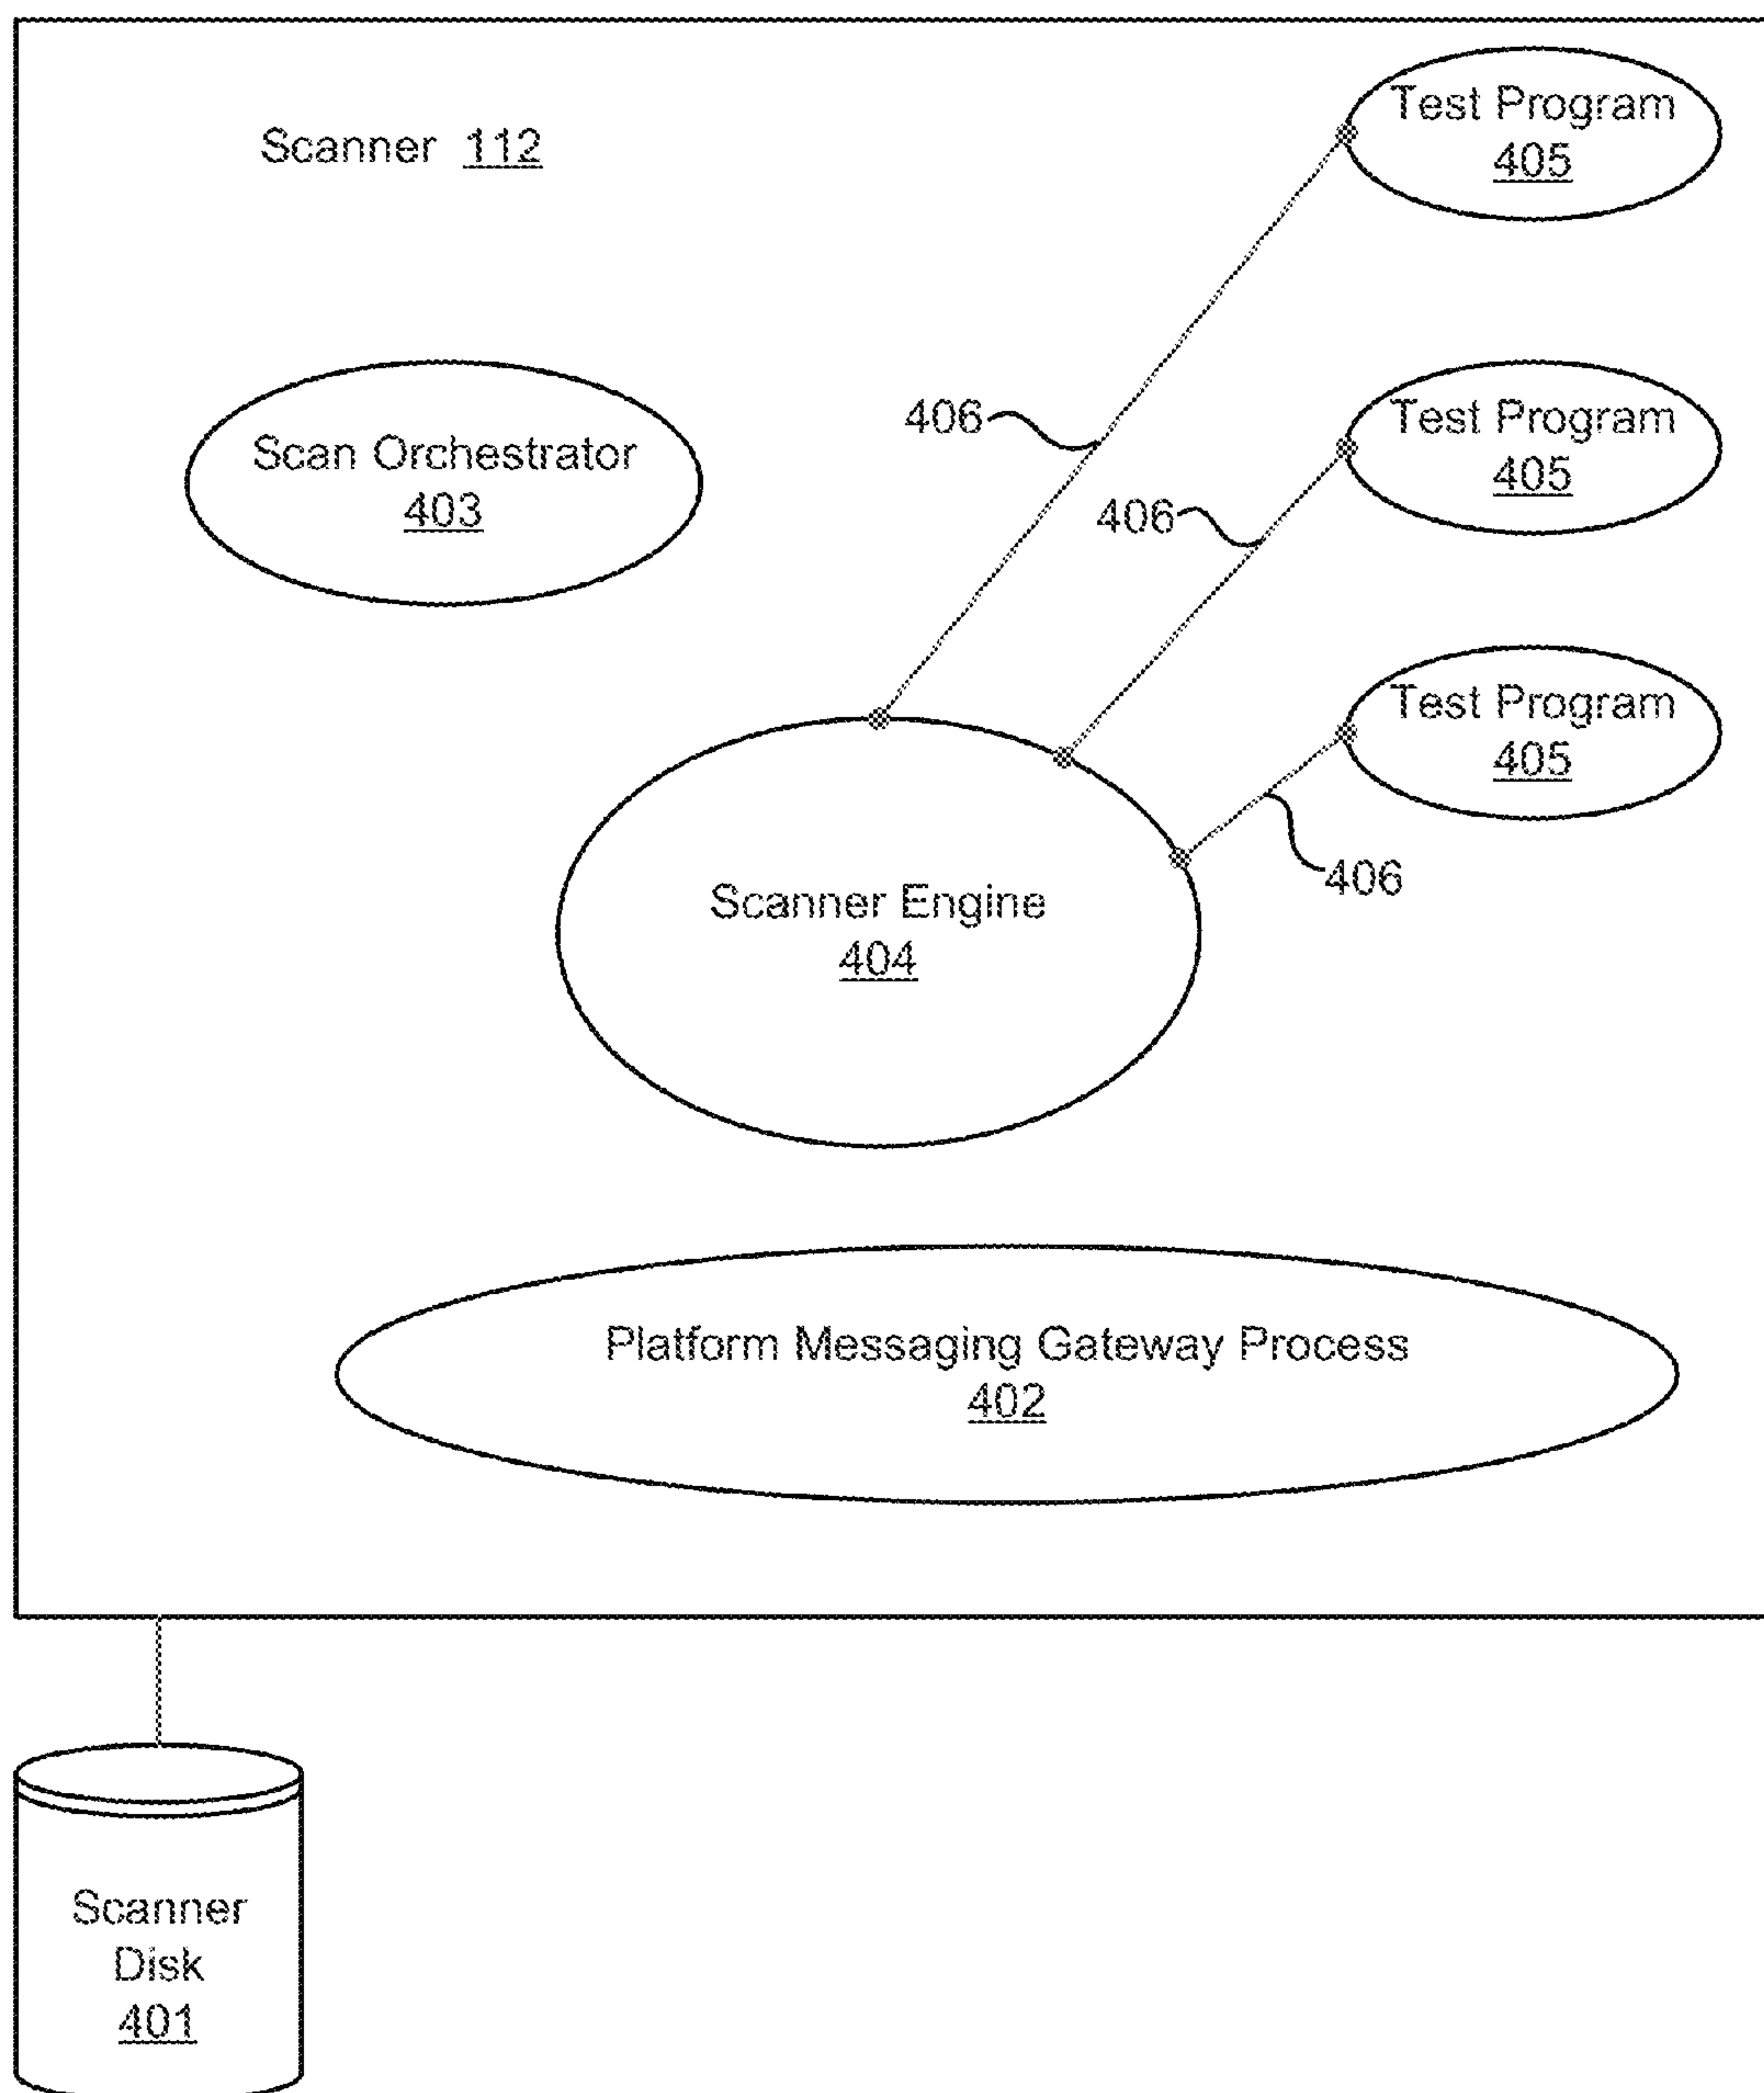 Test Program
405
Scanner 112
406
Test Program
405
Scan Orchestrator
403
406
Test Program
405
406
Scanner Engine
404
Platform Messaging Gateway Process
402
Scanner
Disk
401